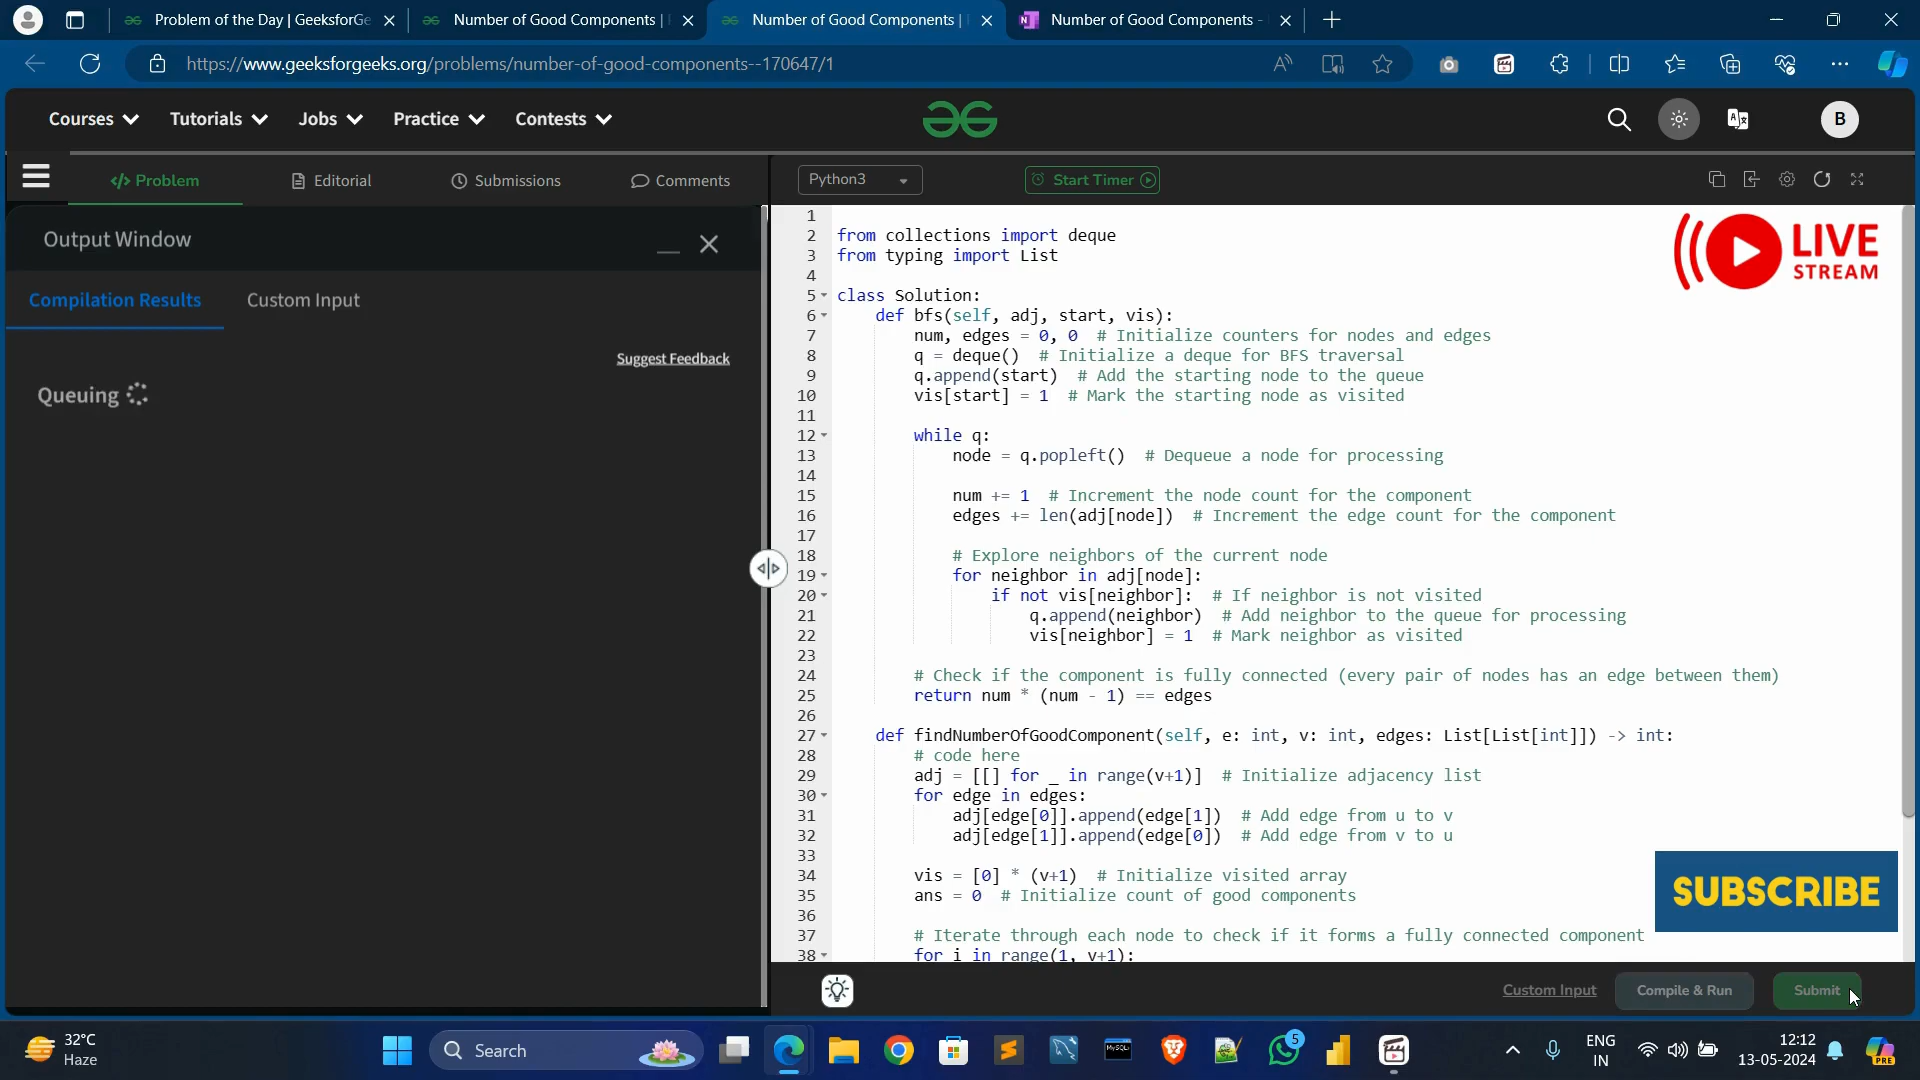 Problem of the Day | GeeksforGe
Number of Good Components |
Number of Good Components |
Number of Good Components -
https://www.geeksforgeeks.org/problems/number-of-good-components--170647/1
Courses
Tutorials
Jobs
Practice
Contests
B
</> Problem
Editorial
Submissions
Comments
Python3
Start Timer
Output Window
Compilation Results
Custom Input
Suggest Feedback
Queuing
LIVE
STREAM
1
2 from collections import deque
3 from typing import List
4
5 class Solution:
6 def bfs(self, adj, start, vis):
7 num, edges = 0, 0 # Initialize counters for nodes and edges
8 q = deque() # Initialize a deque for BFS traversal
9 q.append(start) # Add the starting node to the queue
10 vis[start] = 1 # Mark the starting node as visited
11
12 while q:
13 node = q.popleft() # Dequeue a node for processing
14
15 num += 1 # Increment the node count for the component
16 edges += len(adj[node]) # Increment the edge count for the component
17
18 # Explore neighbors of the current node
19 for neighbor in adj[node]:
20 if not vis[neighbor]: # If neighbor is not visited
21 q.append(neighbor) # Add neighbor to the queue for processing
22 vis[neighbor] = 1 # Mark neighbor as visited
23
24 # Check if the component is fully connected (every pair of nodes has an edge between them)
25 return num * (num - 1) == edges
26
27 def findNumberOfGoodComponent(self, e: int, v: int, edges: List[List[int]]) -> int:
28 # code here
29 adj = [[] for _ in range(v+1)] # Initialize adjacency list
30 for edge in edges:
31 adj[edge[0]].append(edge[1]) # Add edge from u to v
32 adj[edge[1]].append(edge[0]) # Add edge from v to u
33
34 vis = [0] * (v+1) # Initialize visited array
35 ans = 0 # Initialize count of good components
36
37 # Iterate through each node to check if it forms a fully connected component
38 for i in range(1, v+1):
SUBSCRIBE
Custom Input
Compile & Run
Submit
32°C
Haze
Search
MySQL
5
ENG
IN
12:12
13-05-2024
PRE